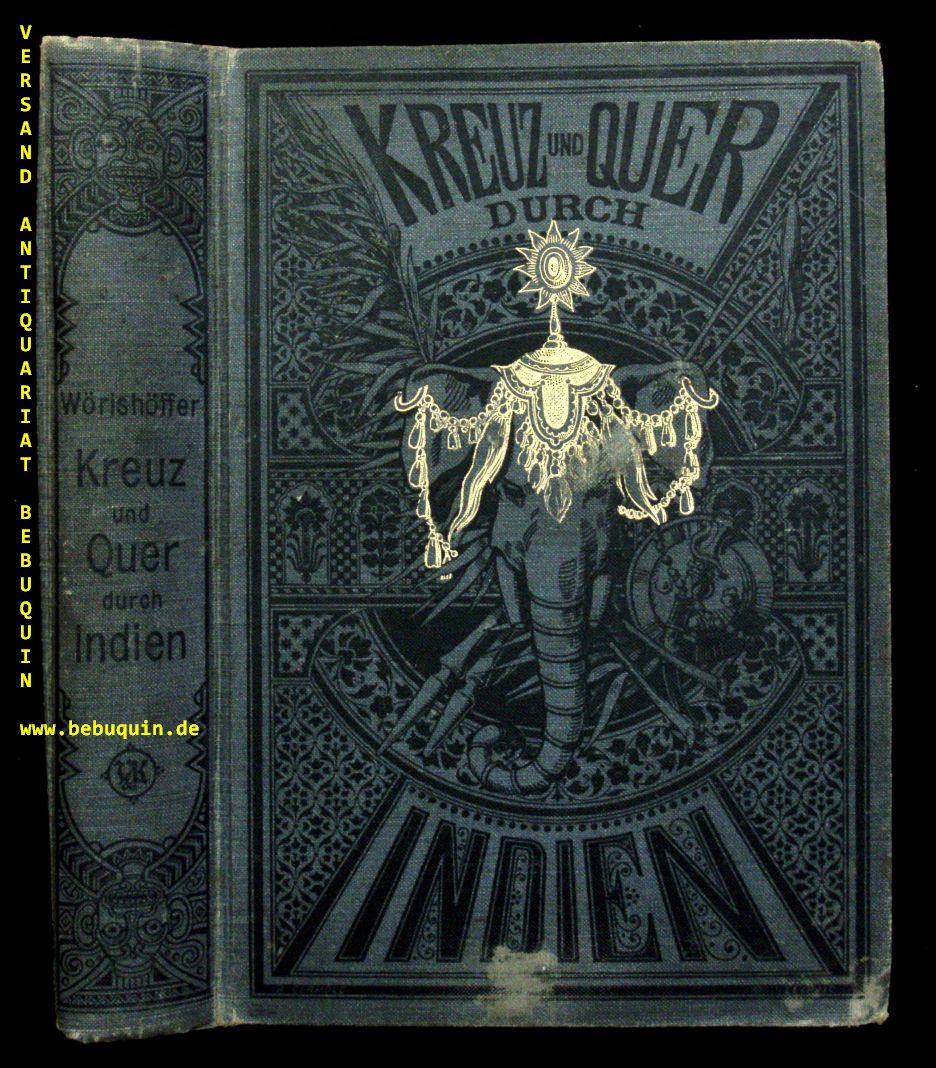 VERSAND ANTIQUARIAT BEBUQUIN
www.bebuquin.de
Wörishöffer
Kreuz
und
Quer
durch
Indien
KREUZ UND QUER
DURCH
INDIEN.